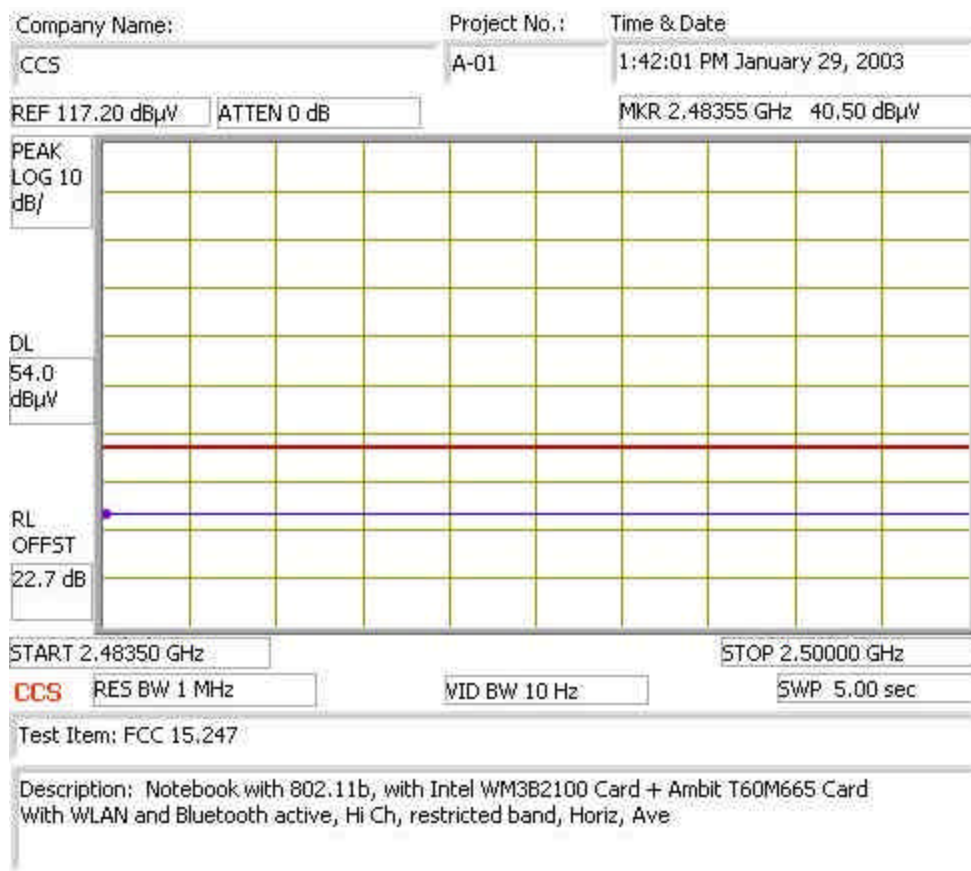 Company Name:
Project No.:
Time & Date
CCS
A-01
1:42:01 PM January 29, 2003
REF 117.20 dBµV
ATTEN 0 dB
MKR 2.48355 GHz 40.50 dBµV
PEAK
LOG 10
dB/
DL
54.0
dBµV
RL
OFFST
22.7 dB
START 2.48350 GHz
STOP 2.50000 GHz
CCS
RES BW 1 MHz
VID BW 10 Hz
SWP 5.00 sec
Test Item: FCC 15.247
Description: Notebook with 802.11b, with Intel WM3B2100 Card + Ambit T60M665 Card
With WLAN and Bluetooth active, Hi Ch, restricted band, Horiz, Ave